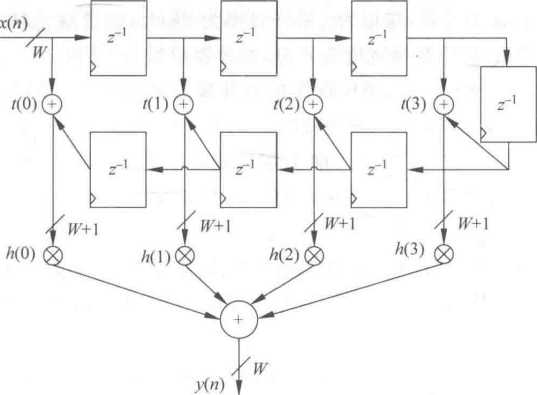 x(n)
W
z⁻¹
z⁻¹
z⁻¹
z⁻¹
t(0)
t(1)
t(2)
t(3)
z⁻¹
z⁻¹
z⁻¹
W+1
W+1
W+1
W+1
h(0)
h(1)
h(2)
h(3)
W
y(n)